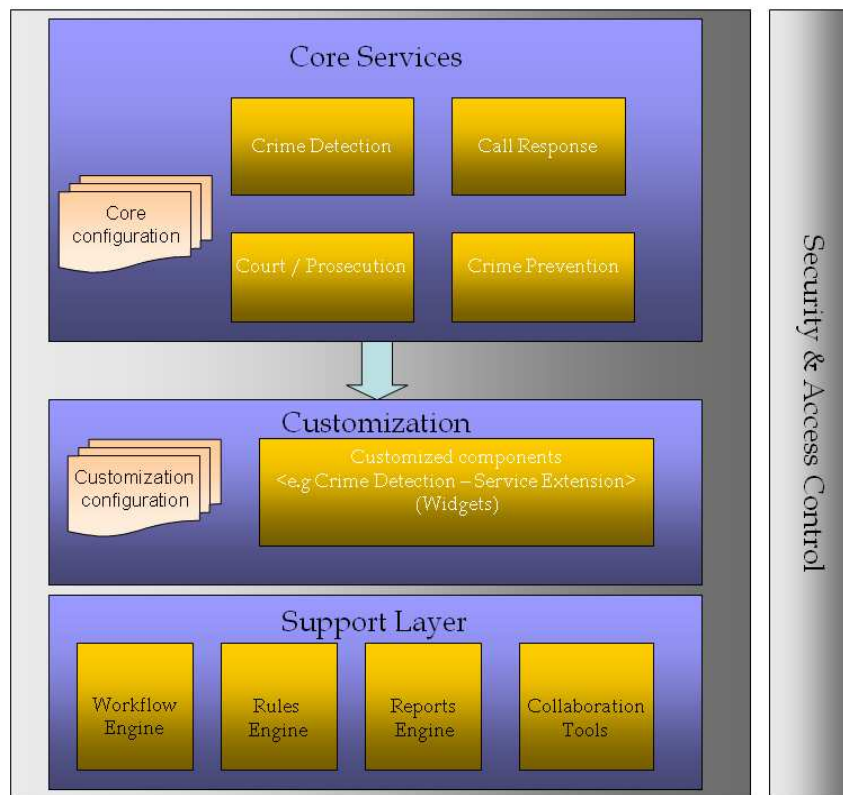 Core Services
Crime Detection
Call Response
Core
configuration
Court / Prosecution
Crime Prevention
Customization
Customization
configuration
Customized components
<e.g Crime Detection – Service Extension>
(Widgets)
Support Layer
Workflow
Engine
Rules
Engine
Reports
Engine
Collaboration
Tools
Security & Access Control